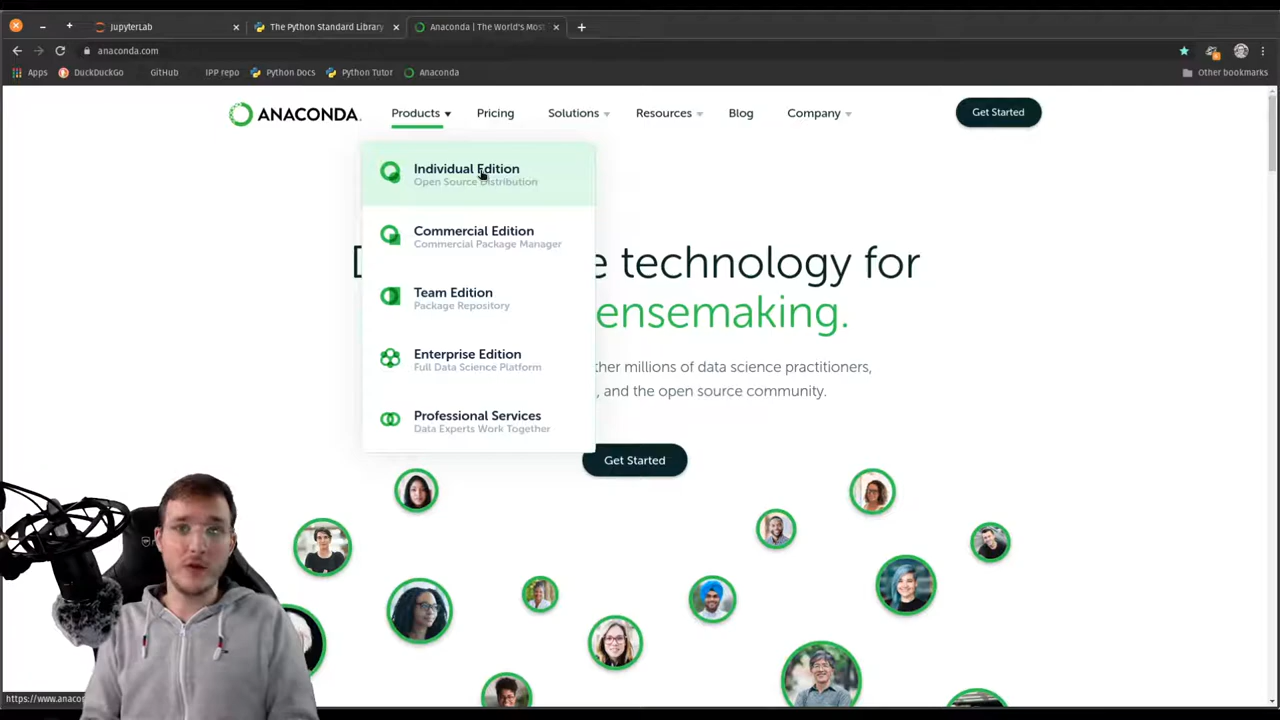 JupyterLab
The Python Standard Library
Anaconda | The World's Most
anaconda.com
Apps
DuckDuckGo
GitHub
IPP repo
Python Docs
Python Tutor
Anaconda
Other bookmarks
ANACONDA.
Products
Pricing
Solutions
Resources
Blog
Company
Get Started
Individual Edition
Open Source Distribution
Commercial Edition
Commercial Package Manager
Team Edition
Package Repository
Enterprise Edition
Full Data Science Platform
Professional Services
Data Experts Work Together
technology for
ensemaking.
millions of data science practitioners,
, and the open source community.
Get Started
https://www.anaco